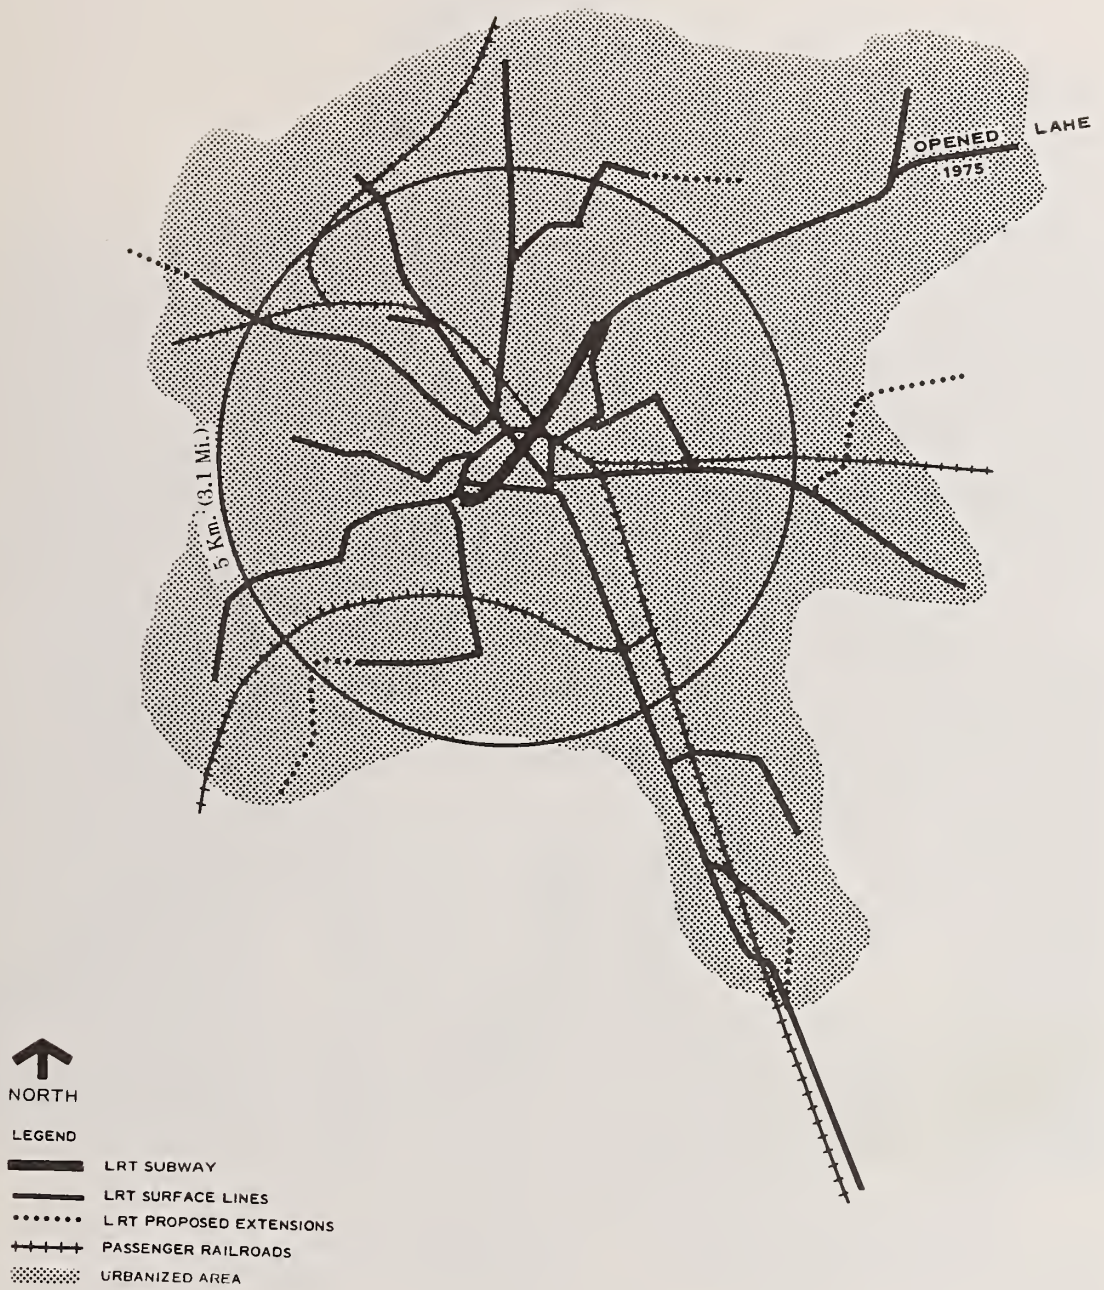 OPENED LAHE
1975
5 Km. (3.1 Mi.)
NORTH
LEGEND
LRT SUBWAY
LRT SURFACE LINES
LRT PROPOSED EXTENSIONS
PASSENGER RAILROADS
URBANIZED AREA